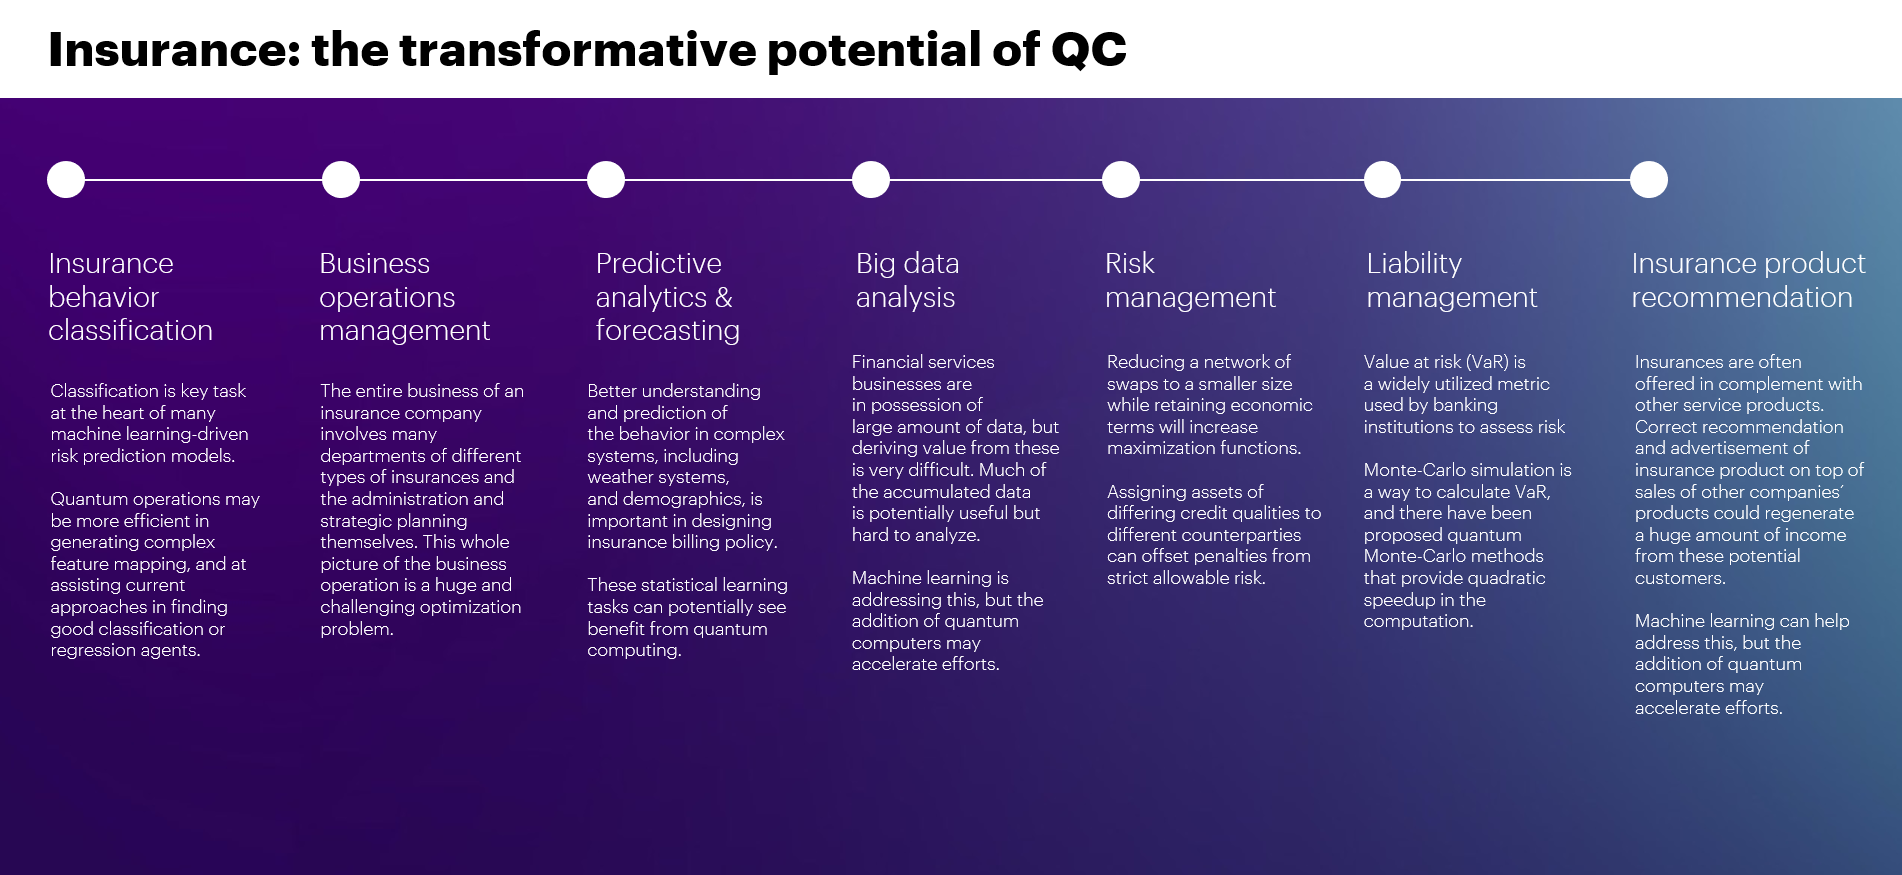 Insurance: the transformative potential of QC
Insurance
behavior
classification
Classification is key task
at the heart of many
machine learning-driven
risk prediction models.
Quantum operations may
be more efficient in
generating complex
feature mapping, and at
assisting current
approaches in finding
good classification or
regression agents.
Business
operations
management
The entire business of an
insurance company
involves many
departments of different
types of insurances and
the administration and
strategic planning
themselves. This whole
picture of the business
operation is a huge and
challenging optimization
problem.
Predictive
analytics &
forecasting
Better understanding
and prediction of
the behavior in complex
systems, including
weather systems,
and demographics, is
important in designing
insurance billing policy.
These statistical learning
tasks can potentially see
benefit from quantum
computing.
Big data
analysis
Financial services
businesses are
in possession of
large amount of data, but
deriving value from these
is very difficult. Much of
the accumulated data
is potentially useful but
hard to analyze.
Machine learning is
addressing this, but the
addition of quantum
computers may
accelerate efforts.
Risk
management
Reducing a network of
swaps to a smaller size
while retaining economic
terms will increase
maximization functions.
Assigning assets of
differing credit qualities to
different counterparties
can offset penalties from
strict allowable risk.
Liability
management
Value at risk (VaR) is
a widely utilized metric
used by banking
institutions to assess risk
Monte-Carlo simulation is
a way to calculate VaR,
and there have been
proposed quantum
Monte-Carlo methods
that provide quadratic
speedup in the
computation.
Insurance product
recommendation
Insurances are often
offered in complement with
other service products.
Correct recommendation
and advertisement of
insurance product on top of
sales of other companies´
products could regenerate
a huge amount of income
from these potential
customers.
Machine learning can help
address this, but the
addition of quantum
computers may
accelerate efforts.